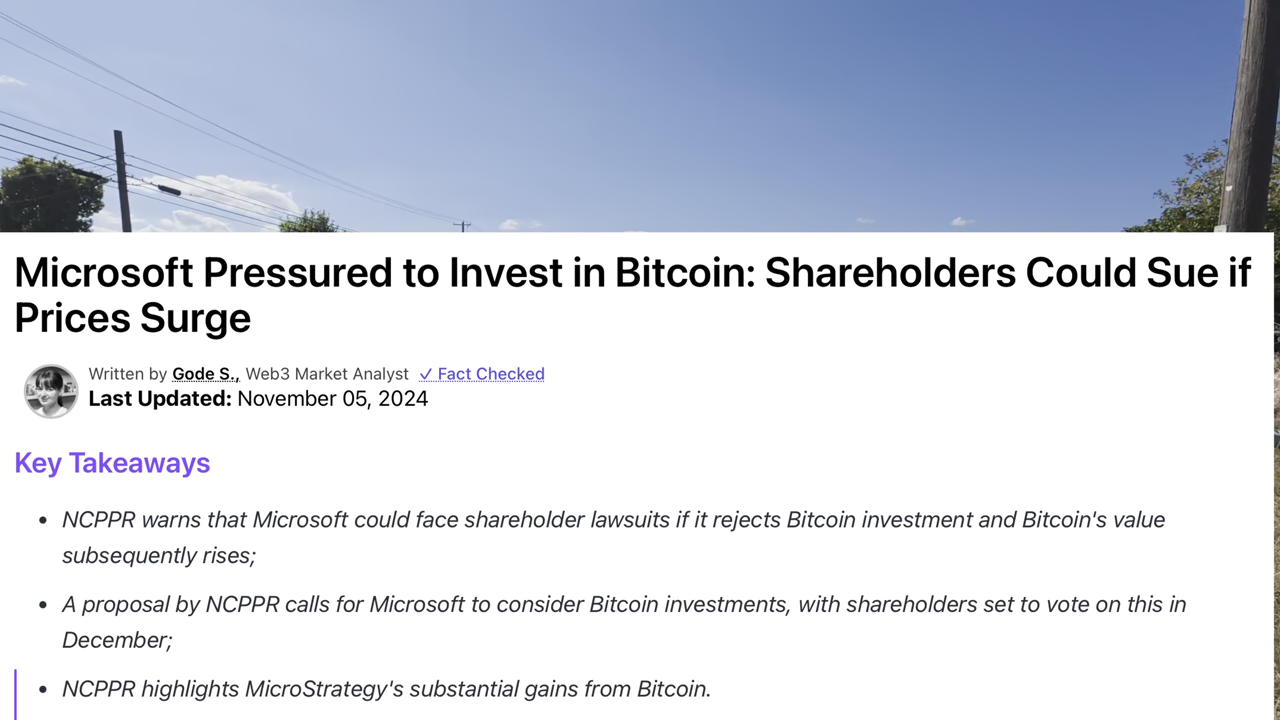 Microsoft Pressured to Invest in Bitcoin: Shareholders Could Sue if
Prices Surge
Written by Gode S., Web3 Market Analyst ✓ Fact Checked
Last Updated: November 05, 2024
Key Takeaways
• NCPPR warns that Microsoft could face shareholder lawsuits if it rejects Bitcoin investment and Bitcoin's value
subsequently rises;
• A proposal by NCPPR calls for Microsoft to consider Bitcoin investments, with shareholders set to vote on this in
December;
• NCPPR highlights MicroStrategy's substantial gains from Bitcoin.